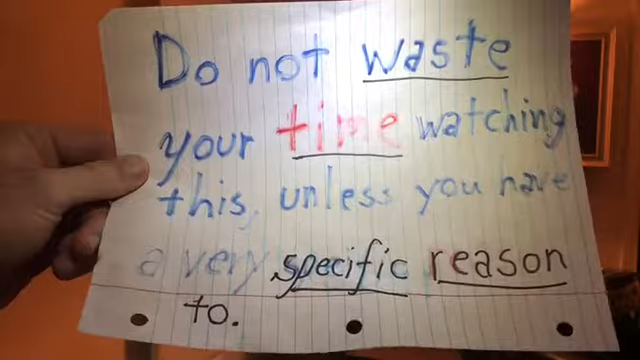 Do not waste
your time watching
this, unless you have
a very specific reason
to.